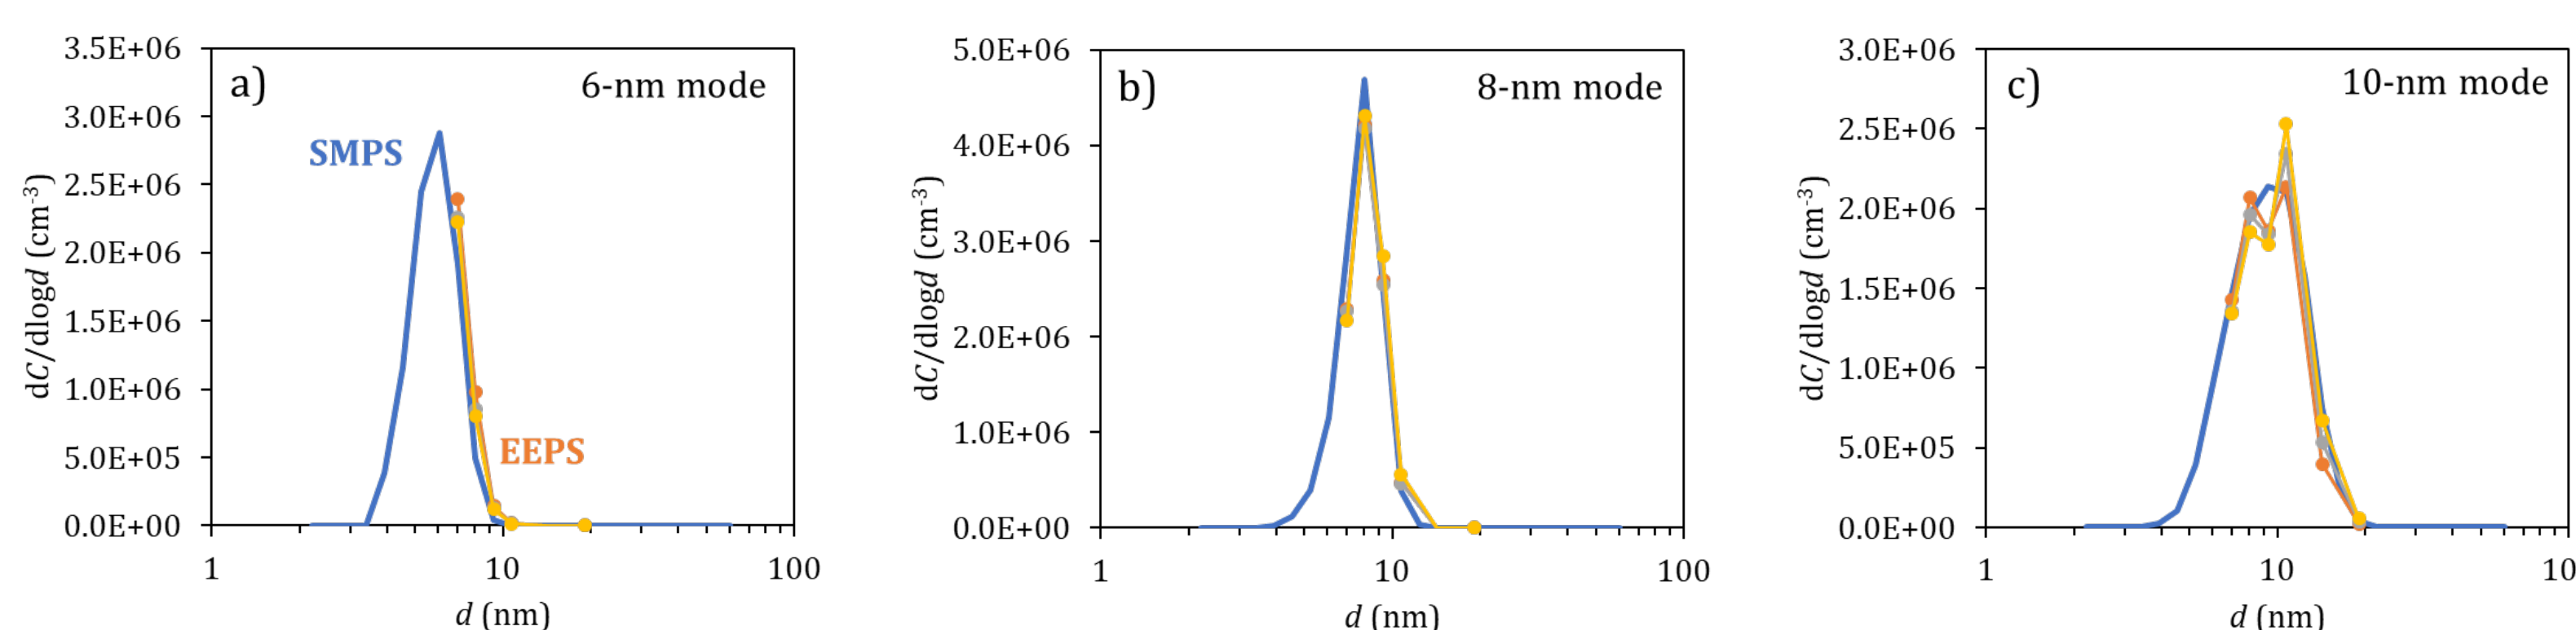 a)
6-nm mode
SMPS
EEPS
3.5E+06
3.0E+06
2.5E+06
2.0E+06
1.5E+06
1.0E+06
5.0E+05
0.0E+00
dC/dlogd (cm⁻³)
1 10 100
d (nm)
b)
8-nm mode
5.0E+06
4.0E+06
3.0E+06
2.0E+06
1.0E+06
0.0E+00
dC/dlogd (cm⁻³)
1 10 100
d (nm)
c)
10-nm mode
3.0E+06
2.5E+06
2.0E+06
1.5E+06
1.0E+06
5.0E+05
0.0E+00
dC/dlogd (cm⁻³)
1 10 10
d (nm)